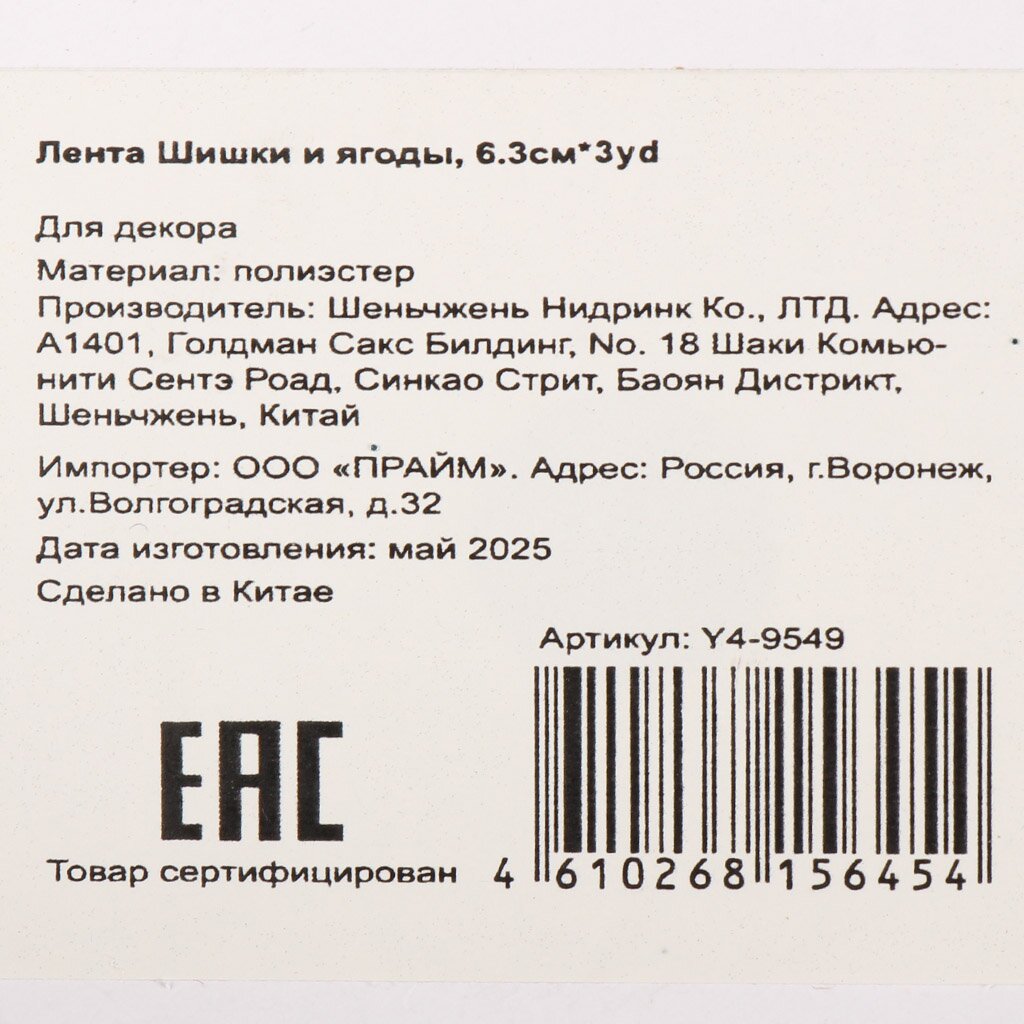 Лента Шишки и ягоды, 6.3см*3yd
Для декора
Материал: полиэстер
Производитель: Шеньчжень Нидринк Ко., ЛТД. Адрес:
А1401, Голдман Сакс Билдинг, No. 18 Шаки Комью-
нити Сентэ Роад, Синкао Стрит, Баоян Дистрикт,
Шеньчжень, Китай
Импортер: ООО «ПРАЙМ». Адрес: Россия, г.Воронеж,
ул.Волгоградская, д.32
Дата изготовления: май 2025
Сделано в Китае
Артикул: Y4-9549
EAC
Товар сертифицирован
4 610268 156454